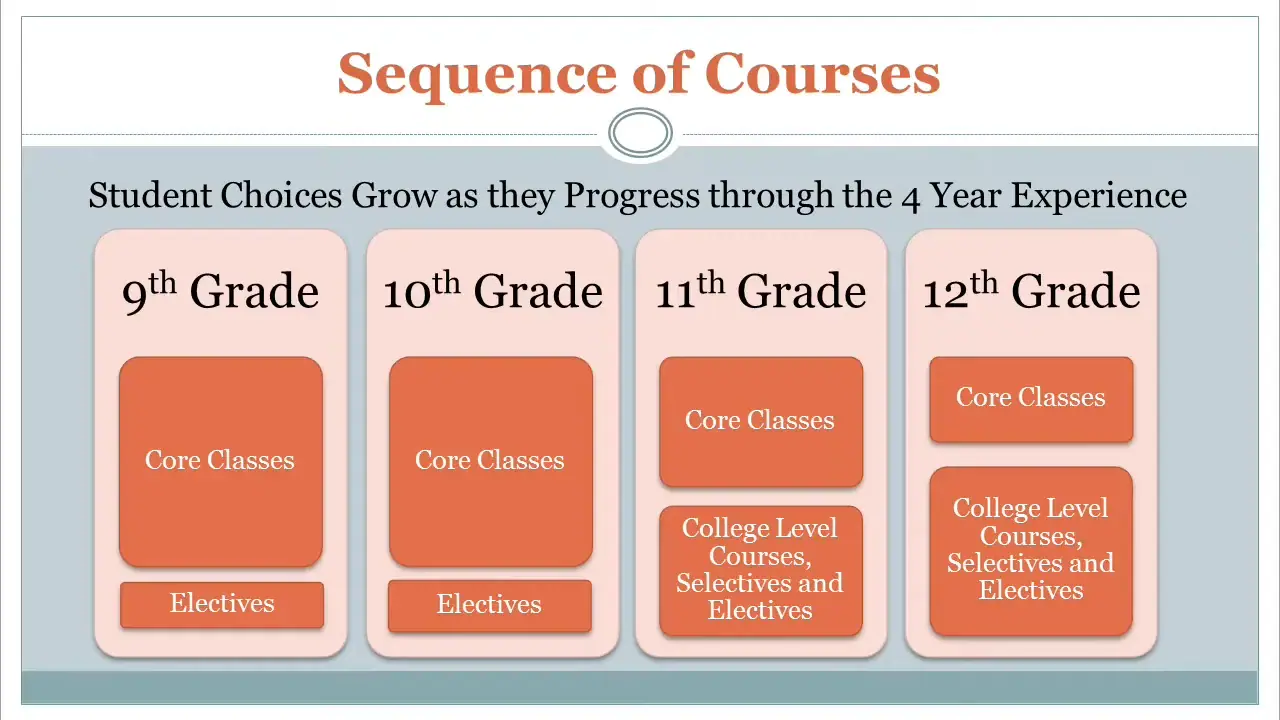 Sequence of Courses
Student Choices Grow as they Progress through the 4 Year Experience
9th Grade
Core Classes
Electives
10th Grade
Core Classes
Electives
11th Grade
Core Classes
College Level
Courses,
Selectives and
Electives
12th Grade
Core Classes
College Level
Courses,
Selectives and
Electives